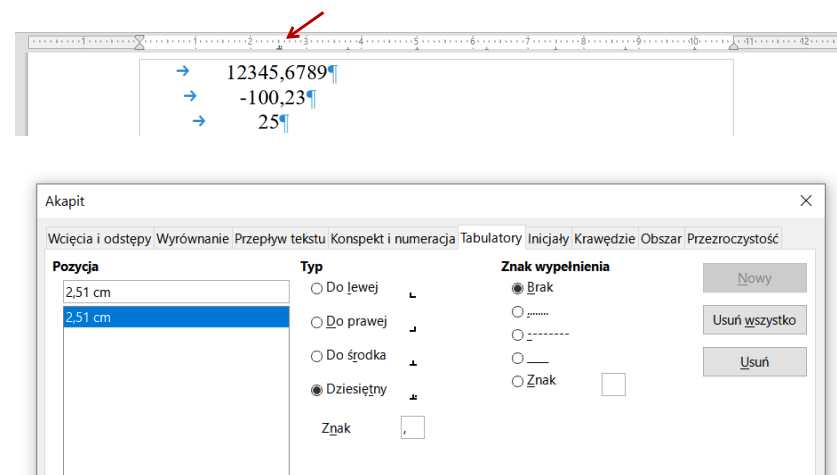 1 1 2 3 4 5 6 7 8 9 10 11 12
→ 12345,6789¶
→ -100,23¶
→ 25¶
Akapit
Wcięcia i odstępy Wyrównanie Przepływ tekstu Konspekt i numeracja Tabulatory Inicjały Krawędzie Obszar Przezroczystość
Pozycja Typ Znak wypełnienia
2,51 cm Do lewej Brak Nowy
2,51 cm Do prawej ........ Usuń wszystko
--------
Do środka ___ Usuń
Dziesiętny Znak
Znak ,